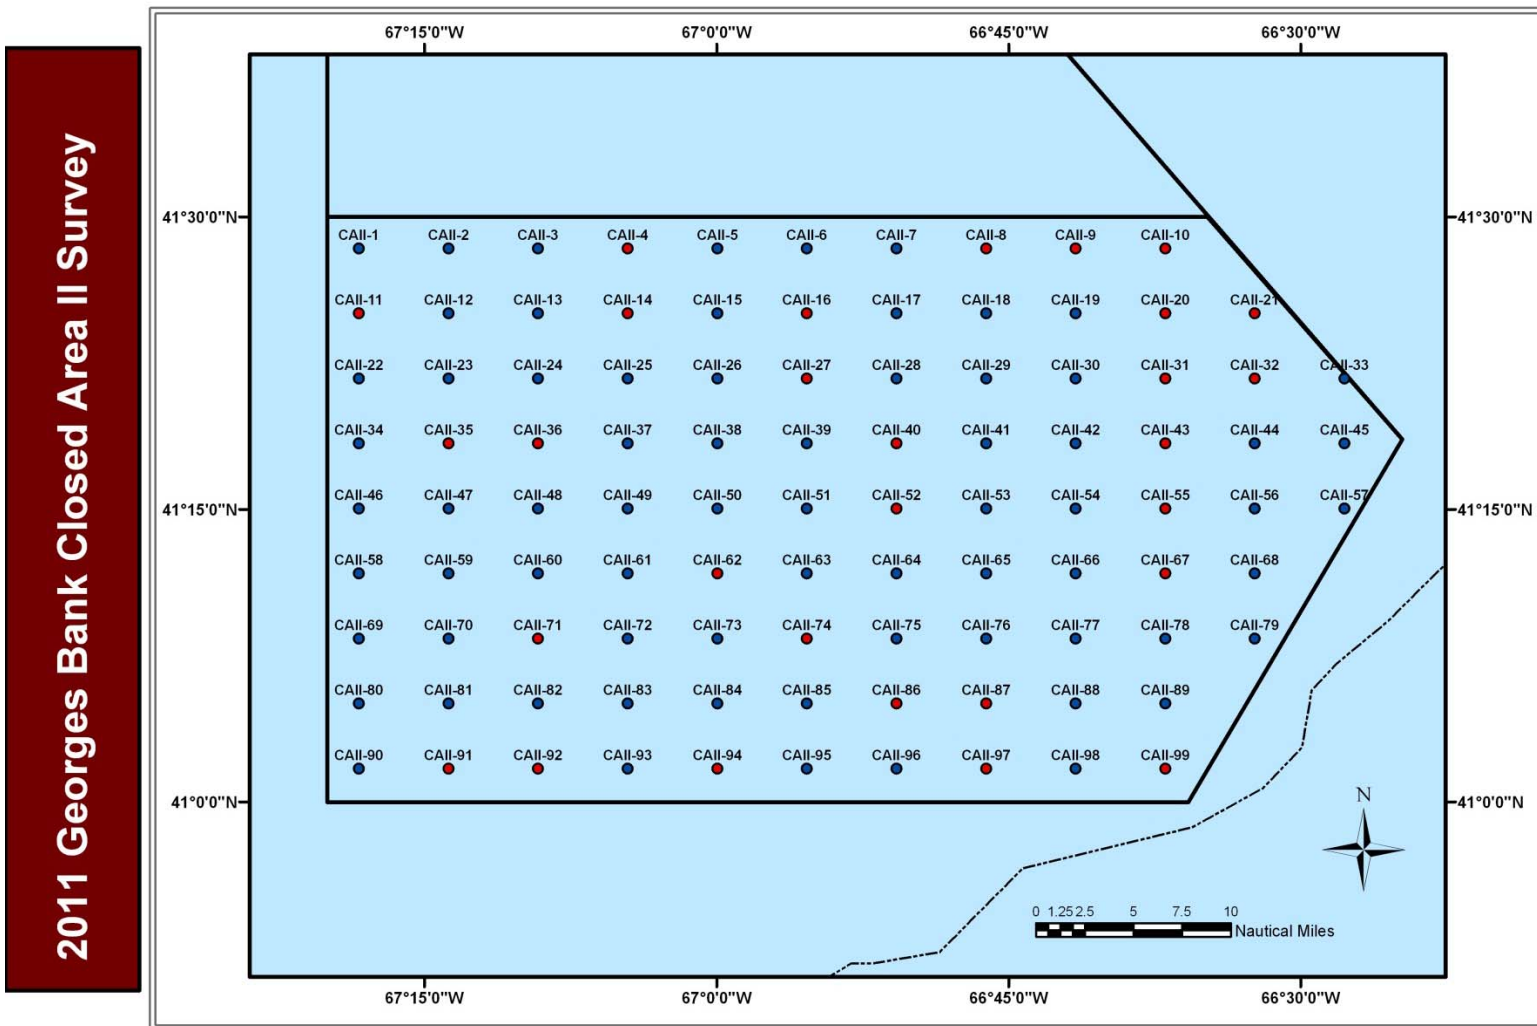 2011 Georges Bank Closed Area II Survey
67°15'0"W 67°0'0"W 66°45'0"W 66°30'0"W
41°30'0"N 41°30'0"N
CAII-1 CAII-2 CAII-3 CAII-4 CAII-5 CAII-6 CAII-7 CAII-8 CAII-9 CAII-10
CAII-11 CAII-12 CAII-13 CAII-14 CAII-15 CAII-16 CAII-17 CAII-18 CAII-19 CAII-20 CAII-21
CAII-22 CAII-23 CAII-24 CAII-25 CAII-26 CAII-27 CAII-28 CAII-29 CAII-30 CAII-31 CAII-32 CAII-33
CAII-34 CAII-35 CAII-36 CAII-37 CAII-38 CAII-39 CAII-40 CAII-41 CAII-42 CAII-43 CAII-44 CAII-45
CAII-46 CAII-47 CAII-48 CAII-49 CAII-50 CAII-51 CAII-52 CAII-53 CAII-54 CAII-55 CAII-56 CAII-57
41°15'0"N 41°15'0"N
CAII-58 CAII-59 CAII-60 CAII-61 CAII-62 CAII-63 CAII-64 CAII-65 CAII-66 CAII-67 CAII-68
CAII-69 CAII-70 CAII-71 CAII-72 CAII-73 CAII-74 CAII-75 CAII-76 CAII-77 CAII-78 CAII-79
CAII-80 CAII-81 CAII-82 CAII-83 CAII-84 CAII-85 CAII-86 CAII-87 CAII-88 CAII-89
CAII-90 CAII-91 CAII-92 CAII-93 CAII-94 CAII-95 CAII-96 CAII-97 CAII-98 CAII-99
41°0'0"N 41°0'0"N
N
0 1.25 2.5 5 7.5 10
Nautical Miles
67°15'0"W 67°0'0"W 66°45'0"W 66°30'0"W